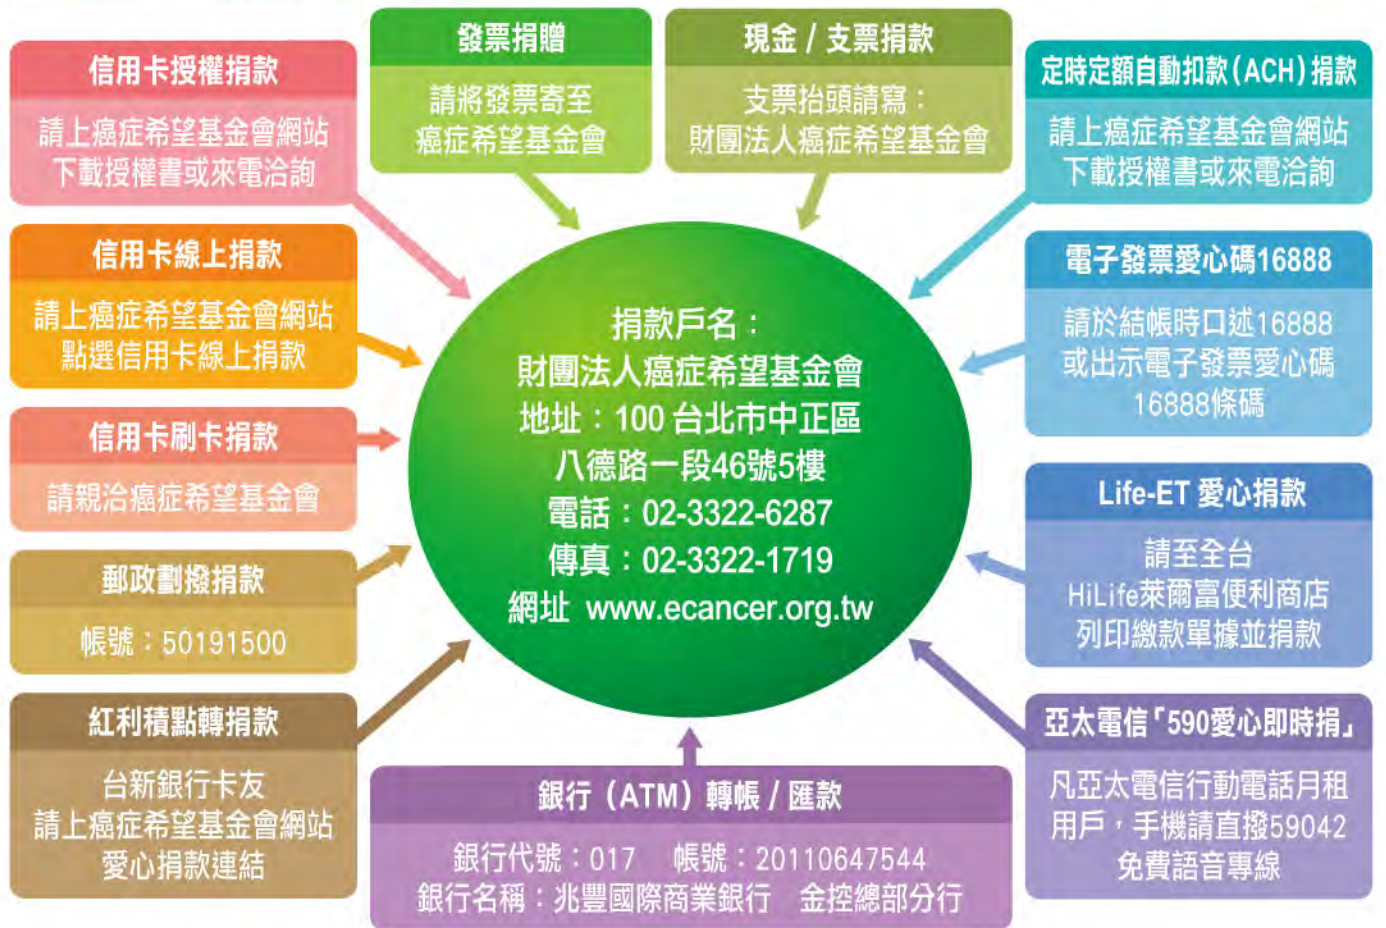 信用卡授權捐款
請上癌症希望基金會網站
下載授權書或來電洽詢
發票捐贈
請將發票寄至
癌症希望基金會
現金 / 支票捐款
支票抬頭請寫：
財團法人癌症希望基金會
定時定額自動扣款(ACH)捐款
請上癌症希望基金會網站
下載授權書或來電洽詢
信用卡線上捐款
請上癌症希望基金會網站
點選信用卡線上捐款
電子發票愛心碼16888
請於結帳時口述16888
或出示電子發票愛心碼
16888條碼
捐款戶名：
財團法人癌症希望基金會
地址：100 台北市中正區
八德路一段46號5樓
電話：02-3322-6287
傳真：02-3322-1719
網址 www.ecancer.org.tw
信用卡刷卡捐款
請親洽癌症希望基金會
Life-ET 愛心捐款
請至全台
HiLife萊爾富便利商店
列印繳款單據並捐款
郵政劃撥捐款
帳號：50191500
紅利積點轉捐款
台新銀行卡友
請上癌症希望基金會網站
愛心捐款連結
銀行（ATM）轉帳 / 匯款
銀行代號：017　帳號：20110647544
銀行名稱：兆豐國際商業銀行　金控總部分行
亞太電信「590愛心即時捐」
凡亞太電信行動電話月租
用戶，手機請直撥59042
免費語音專線